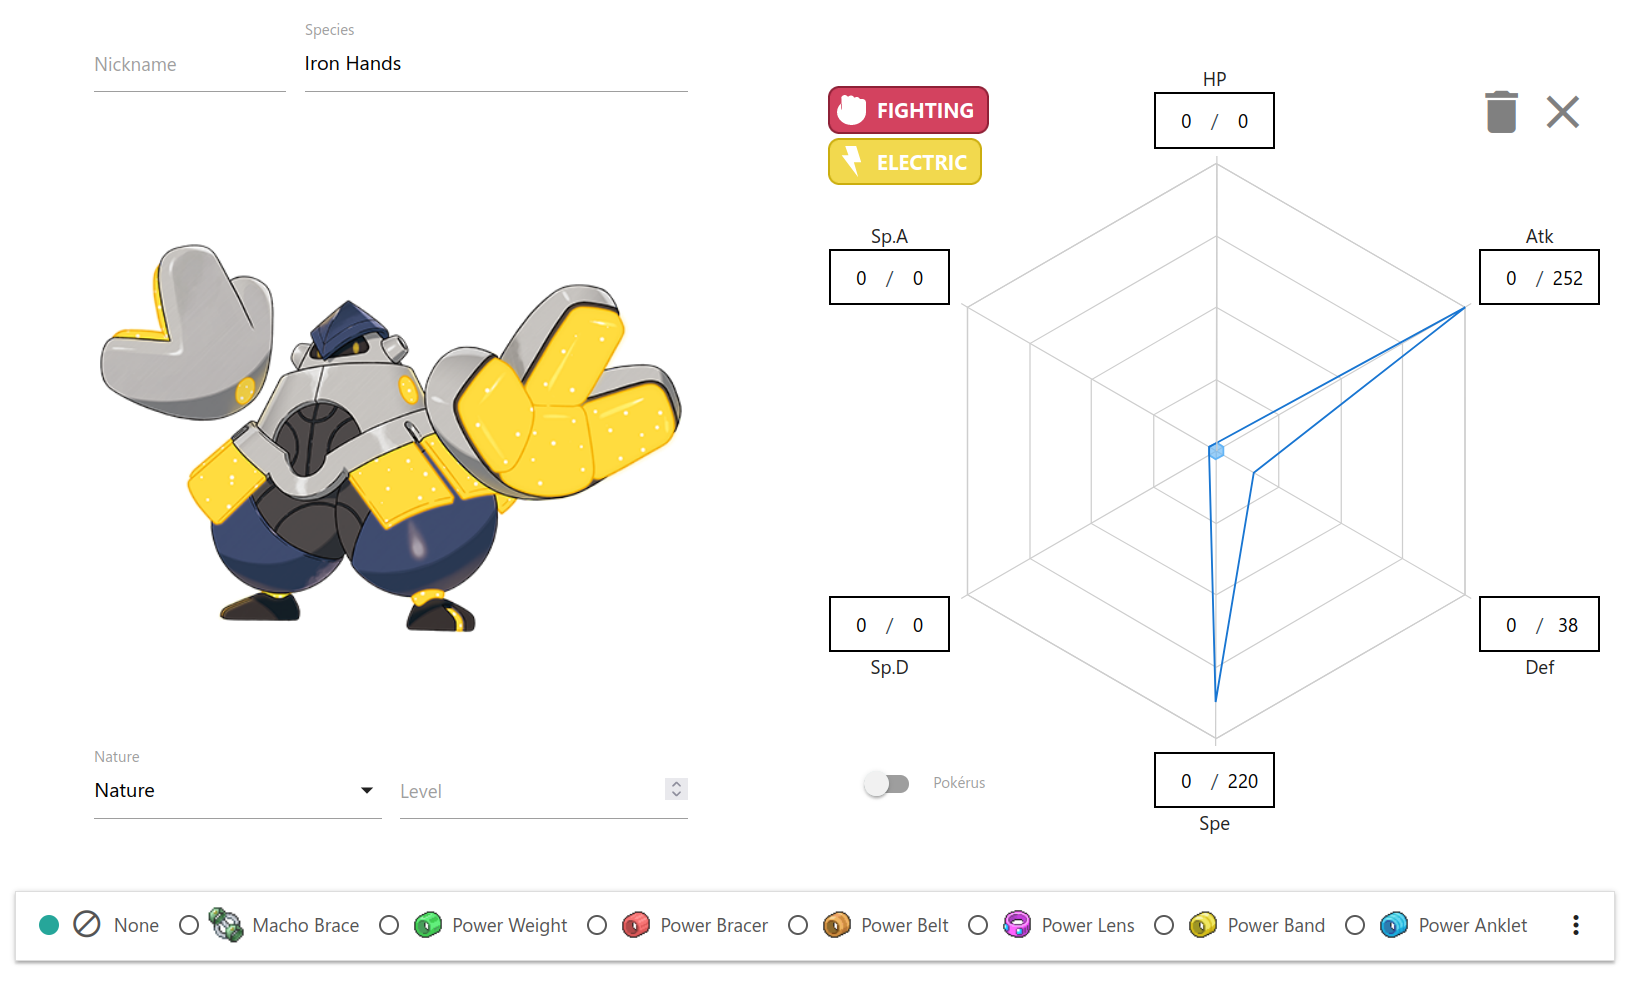 Nickname
Species
Iron Hands
FIGHTING
ELECTRIC
HP
0 / 0
Sp.A
0 / 0
Atk
0 / 252
0 / 0
Sp.D
0 / 38
Def
0 / 220
Spe
Nature
Nature
Level
Pokérus
None
Macho Brace
Power Weight
Power Bracer
Power Belt
Power Lens
Power Band
Power Anklet